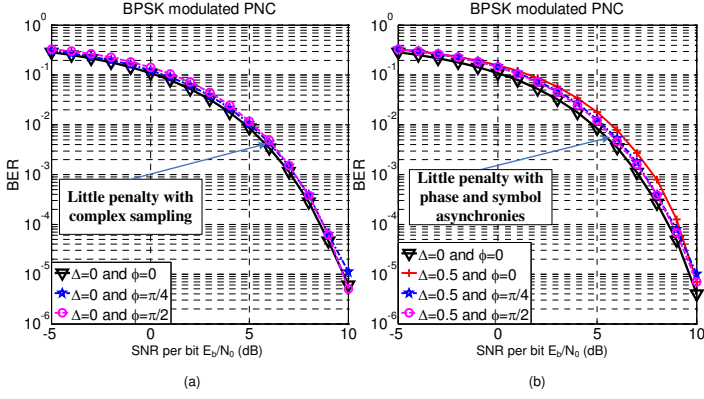 BPSK modulated PNC
10^0
10^-1
10^-2
10^-3
10^-4
10^-5
10^-6
BER
Little penalty with
complex sampling
Δ=0 and ϕ=0
Δ=0 and ϕ=π/4
Δ=0 and ϕ=π/2
-5
0
5
10
SNR per bit E_b/N_0 (dB)
(a)
BPSK modulated PNC
10^0
10^-1
10^-2
10^-3
10^-4
10^-5
10^-6
BER
Little penalty with
phase and symbol
asynchronies
Δ=0 and ϕ=0
Δ=0.5 and ϕ=0
Δ=0.5 and ϕ=π/4
Δ=0.5 and ϕ=π/2
-5
0
5
10
SNR per bit E_b/N_0 (dB)
(b)